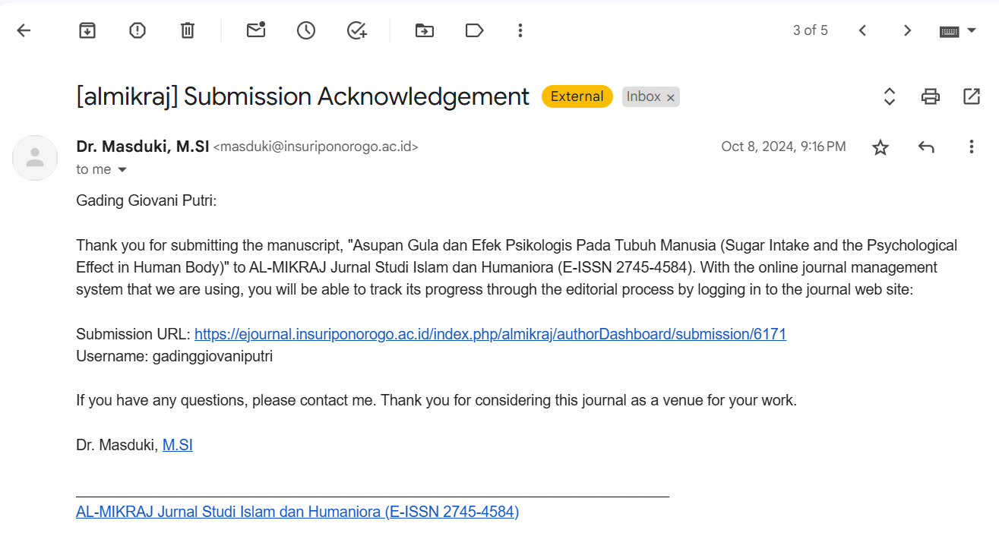 3 of 5
[almikraj] Submission Acknowledgement External Inbox ×
Dr. Masduki, M.SI <masduki@insuriponorogo.ac.id> Oct 8, 2024, 9:16 PM
to me
Gading Giovani Putri:
Thank you for submitting the manuscript, "Asupan Gula dan Efek Psikologis Pada Tubuh Manusia (Sugar Intake and the Psychological
Effect in Human Body)" to AL-MIKRAJ Jurnal Studi Islam dan Humaniora (E-ISSN 2745-4584). With the online journal management
system that we are using, you will be able to track its progress through the editorial process by logging in to the journal web site:
Submission URL: https://ejournal.insuriponorogo.ac.id/index.php/almikraj/authorDashboard/submission/6171
Username: gadinggiovaniputri
If you have any questions, please contact me. Thank you for considering this journal as a venue for your work.
Dr. Masduki, M.SI
AL-MIKRAJ Jurnal Studi Islam dan Humaniora (E-ISSN 2745-4584)